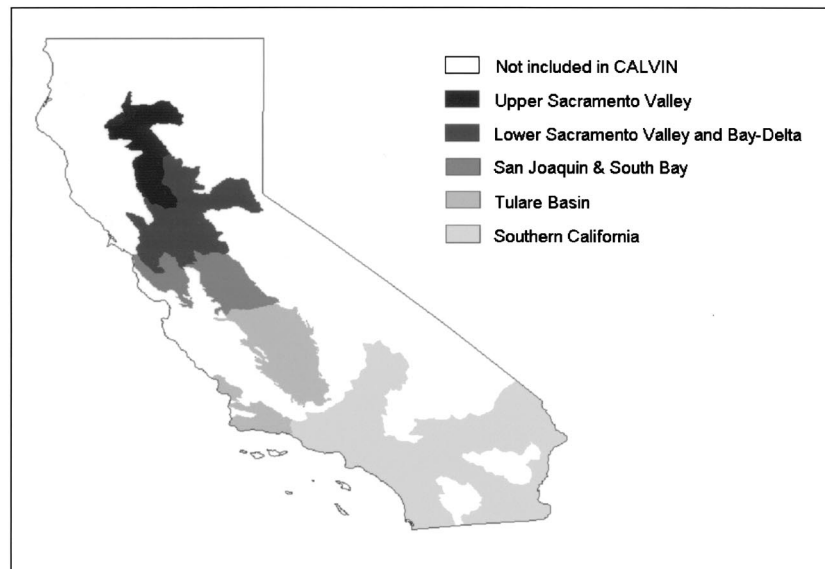 Not included in CALVIN
Upper Sacramento Valley
Lower Sacramento Valley and Bay-Delta
San Joaquin & South Bay
Tulare Basin
Southern California